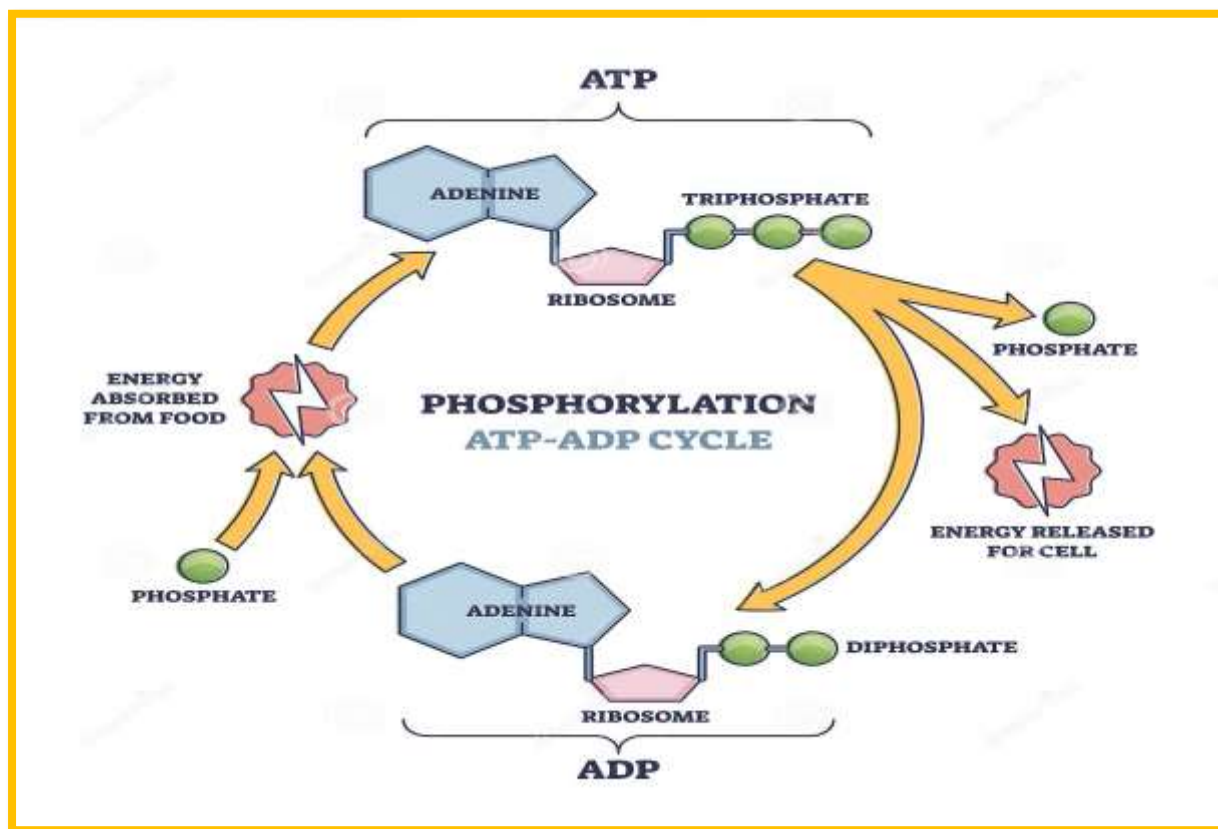 ATP
ADENINE
TRIPHOSPHATE
RIBOSOME
PHOSPHATE
ENERGY
ABSORBED
FROM FOOD
PHOSPHORYLATION
ATP-ADP CYCLE
ENERGY RELEASED
FOR CELL
PHOSPHATE
ADENINE
DIPHOSPHATE
RIBOSOME
ADP